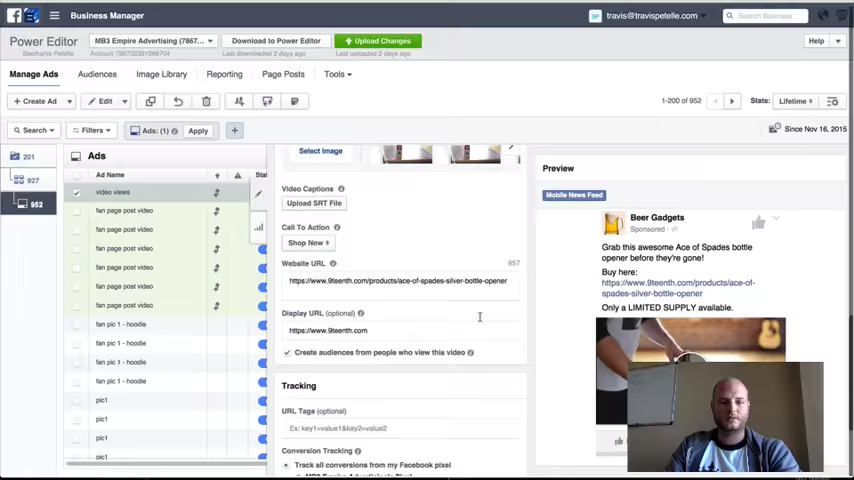 Business Manager
travis@travispetelle.com
Search Business
Power Editor
Stephanie Petelle
MB3 Empire Advertising (7867...
Download to Power Editor
Last downloaded 2 days ago
Upload Changes
Last uploaded 2 days ago
Help
Manage Ads
Audiences
Image Library
Reporting
Page Posts
Tools
+ Create Ad
Edit
1-200 of 952
Stats:
Lifetime
Search
Filters
Ads: (1)
Apply
Since Nov 16, 2015
201
927
952
Ads
Ad Name
Stat
video views
fan page post video
fan page post video
fan page post video
fan page post video
fan page post video
fan page post video
fan pic 1 - hoodie
fan pic 1 - hoodie
fan pic 1 - hoodie
fan pic 1 - hoodie
pic1
pic1
pic1
pic1
Select Image
Video Captions
Upload SRT File
Call To Action
Shop Now
Website URL
957
https://www.9teenth.com/products/ace-of-spades-silver-bottle-opener
Display URL (optional)
https://www.9teenth.com
Create audiences from people who view this video
Tracking
URL Tags (optional)
Ex: key1=value1&key2=value2
Conversion Tracking
Track all conversions from my Facebook pixel
Preview
Mobile News Feed
Beer Gadgets
Sponsored
Grab this awesome Ace of Spades bottle
opener before they're gone!
Buy here:
https://www.9teenth.com/products/ace-of-
spades-silver-bottle-opener
Only a LIMITED SUPPLY available.